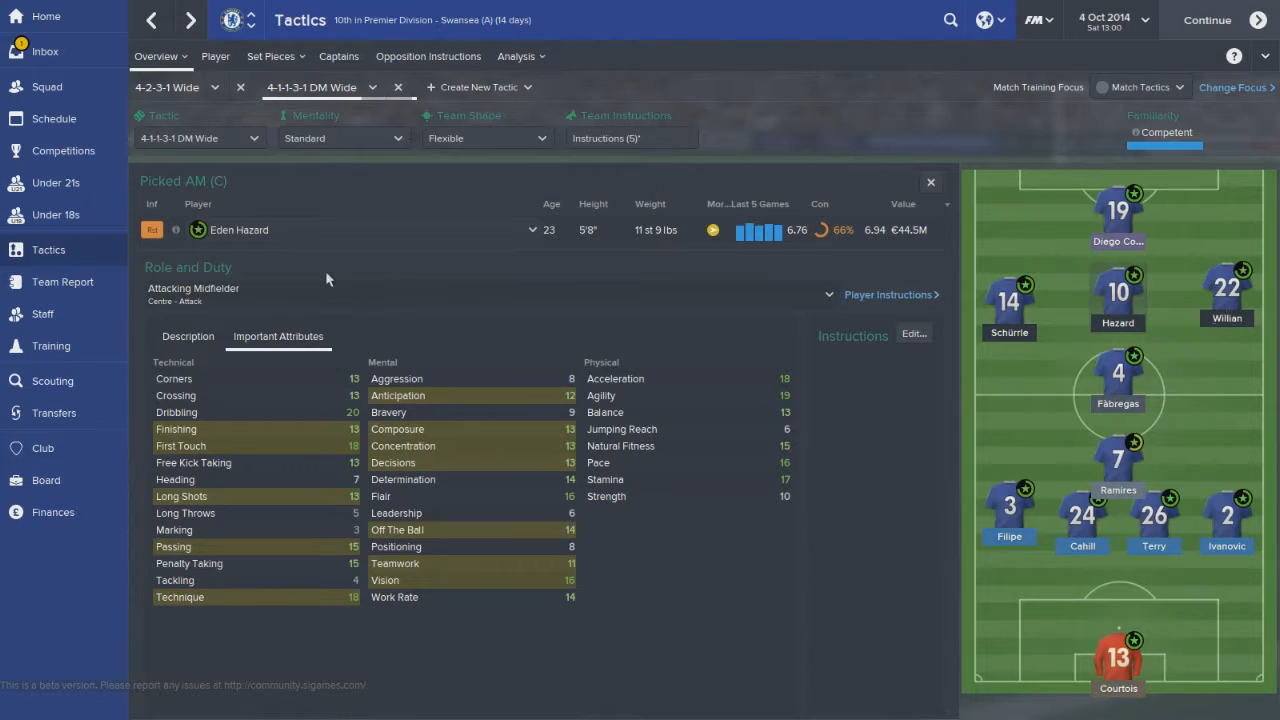 Home
Tactics
10th in Premier Division - Swansea (A) (14 days)
FM
4 Oct 2014
Sat 13:00
Continue
1
Inbox
Overview
Player
Set Pieces
Captains
Opposition Instructions
Analysis
?
Squad
4-2-3-1 Wide
4-1-1-3-1 DM Wide
+ Create New Tactic
Match Training Focus
Match Tactics
Change Focus >
Schedule
Tactic
Mentality
Team Shape
Team Instructions
Familiarity
4-1-1-3-1 DM Wide
Standard
Flexible
Instructions (5)*
Competent
Competitions
Under 21s
Under 18s
Tactics
Team Report
Staff
Training
Scouting
Transfers
Club
Board
Finances
Picked AM (C)
Inf
Player
Age
Height
Weight
Mor...
Last 5 Games
Con
Value
Rst
Eden Hazard
23
5'8"
11 st 9 lbs
6.76
66%
6.94
€44.5M
Role and Duty
Attacking Midfielder
Centre - Attack
Player Instructions >
Description
Important Attributes
Instructions
Edit...
Technical
Mental
Physical
Corners 13 Aggression 8 Acceleration 18
Crossing 13 Anticipation 12 Agility 19
Dribbling 20 Bravery 9 Balance 13
Finishing 13 Composure 13 Jumping Reach 6
First Touch 18 Concentration 13 Natural Fitness 15
Free Kick Taking 13 Decisions 13 Pace 16
Heading 7 Determination 14 Stamina 17
Long Shots 13 Flair 16 Strength 10
Long Throws 5 Leadership 6
Marking 3 Off The Ball 14
Passing 15 Positioning 8
Penalty Taking 15 Teamwork 11
Tackling 4 Vision 16
Technique 18 Work Rate 14
19
Diego Co...
14
Schürrle
10
Hazard
22
Willian
4
Fàbregas
7
Ramires
3
Filipe
24
Cahill
26
Terry
2
Ivanovic
13
Courtois
This is a beta version. Please report any issues at http://community.sigames.com/